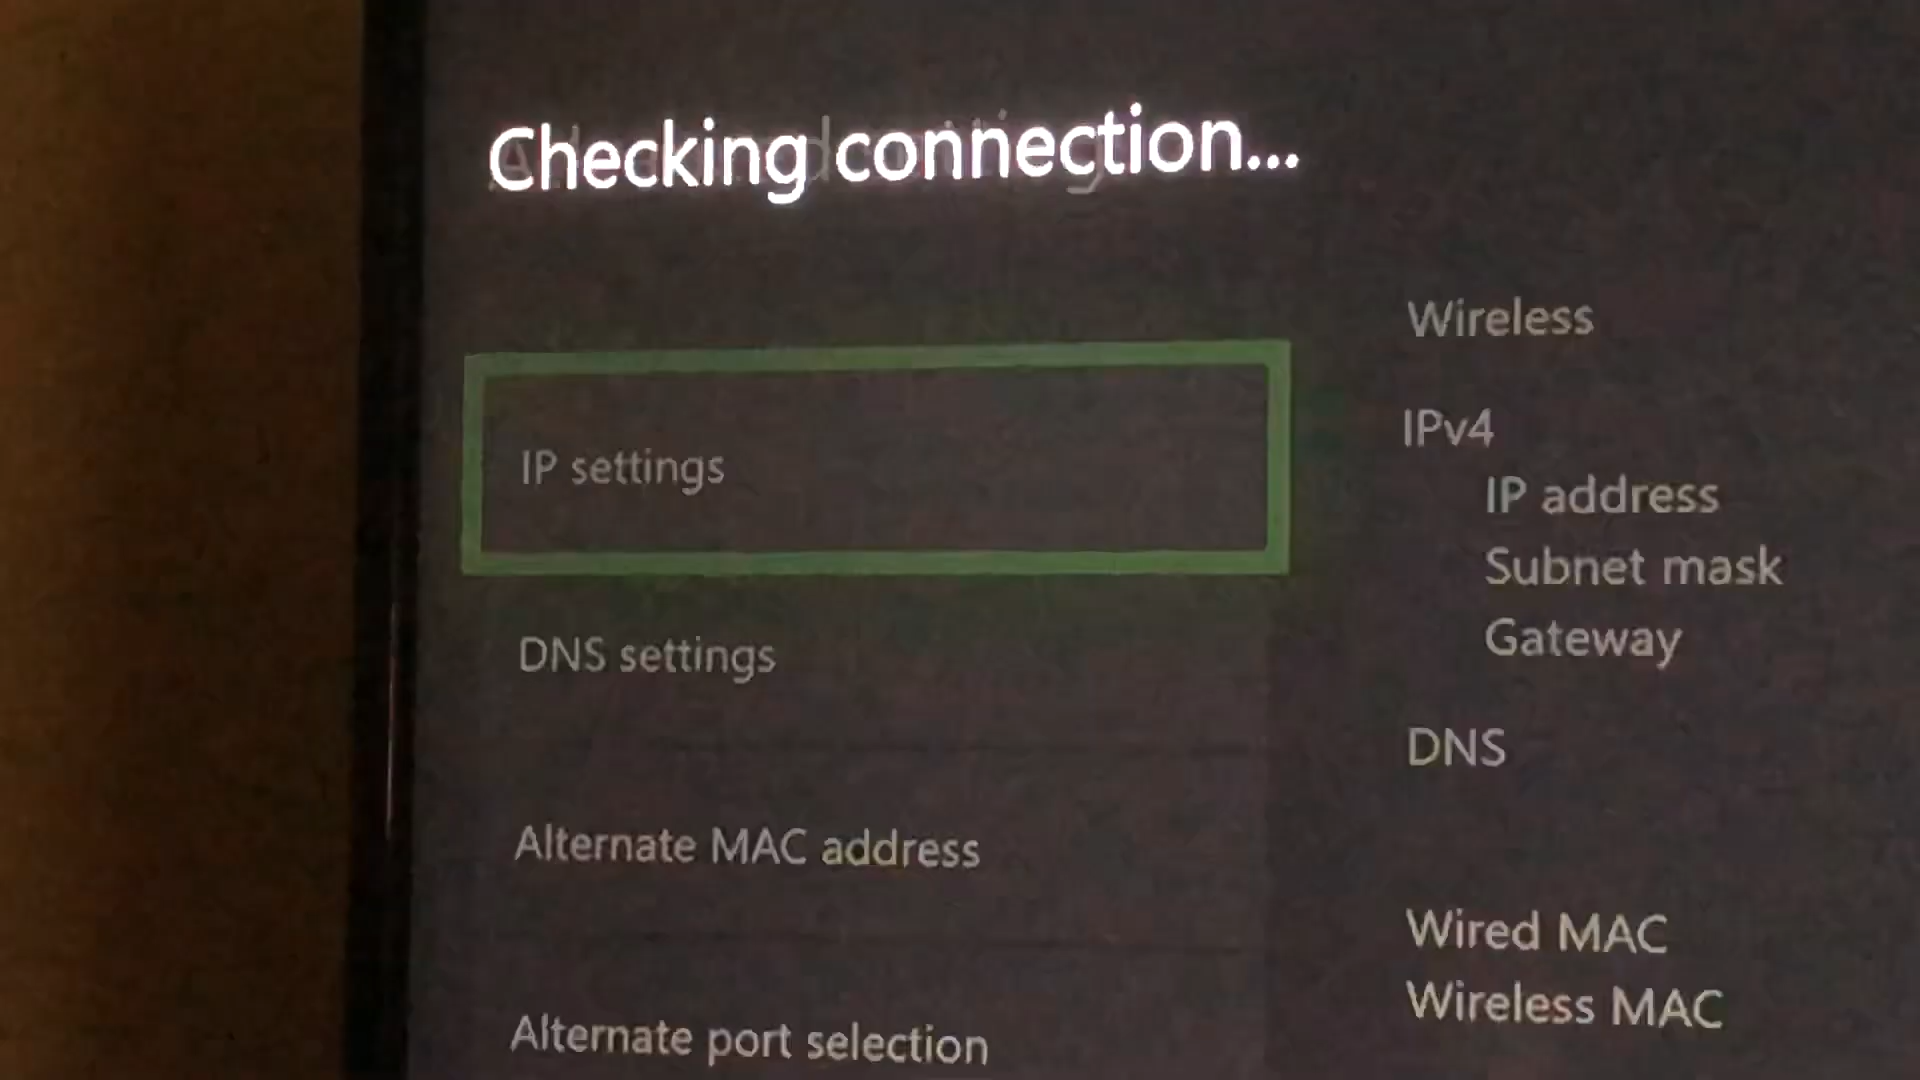 Checking connection...
IP settings
DNS settings
Alternate MAC address
Alternate port selection
Wireless
IPv4
IP address
Subnet mask
Gateway
DNS
Wired MAC
Wireless MAC